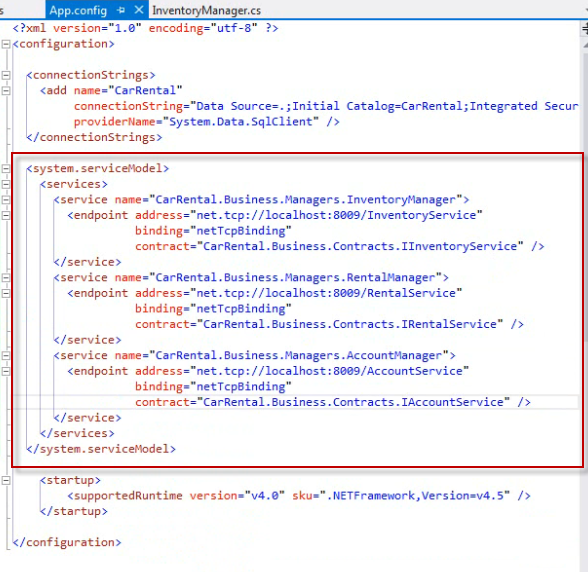 s App.config InventoryManager.cs
<?xml version="1.0" encoding="utf-8" ?>
<configuration>
<connectionStrings>
<add name="CarRental"
connectionString="Data Source=.;Initial Catalog=CarRental;Integrated Secur
providerName="System.Data.SqlClient" />
</connectionStrings>
<system.serviceModel>
<services>
<service name="CarRental.Business.Managers.InventoryManager">
<endpoint address="net.tcp://localhost:8009/InventoryService"
binding="netTcpBinding"
contract="CarRental.Business.Contracts.IInventoryService" />
</service>
<service name="CarRental.Business.Managers.RentalManager">
<endpoint address="net.tcp://localhost:8009/RentalService"
binding="netTcpBinding"
contract="CarRental.Business.Contracts.IRentalService" />
</service>
<service name="CarRental.Business.Managers.AccountManager">
<endpoint address="net.tcp://localhost:8009/AccountService"
binding="netTcpBinding"
contract="CarRental.Business.Contracts.IAccountService" />
</service>
</services>
</system.serviceModel>
<startup>
<supportedRuntime version="v4.0" sku=".NETFramework,Version=v4.5" />
</startup>
</configuration>